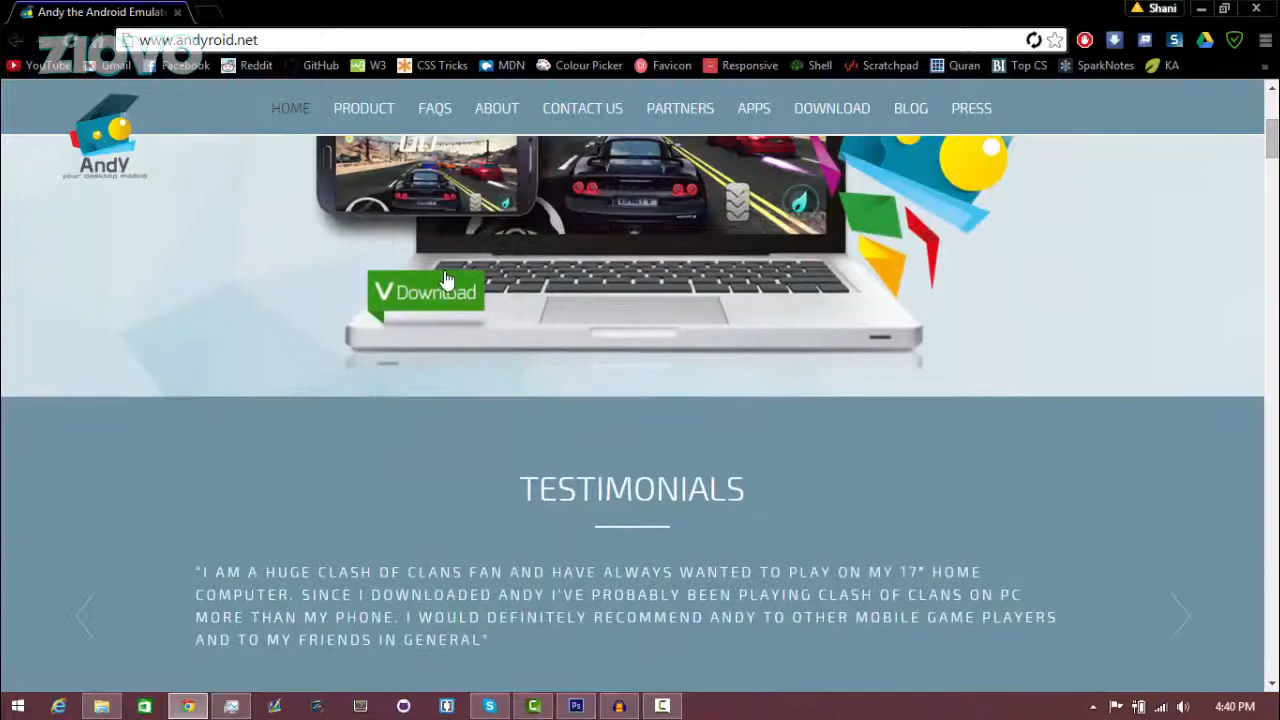 Andy the Android Emulat
Shani
www.andyroid.net
ZIOVO
YouTube Gmail Facebook Reddit GitHub W3 CSS Tricks MDN Colour Picker Favicon Responsive Shell Scratchpad Quran Top CS SparkNotes KA »
HOME PRODUCT FAQS ABOUT CONTACT US PARTNERS APPS DOWNLOAD BLOG PRESS
AndY
your desktop mobile
Download
TESTIMONIALS
"I AM A HUGE CLASH OF CLANS FAN AND HAVE ALWAYS WANTED TO PLAY ON MY 17" HOME
COMPUTER. SINCE I DOWNLOADED ANDY I'VE PROBABLY BEEN PLAYING CLASH OF CLANS ON PC
MORE THAN MY PHONE. I WOULD DEFINITELY RECOMMEND ANDY TO OTHER MOBILE GAME PLAYERS
AND TO MY FRIENDS IN GENERAL"
4:40 PM